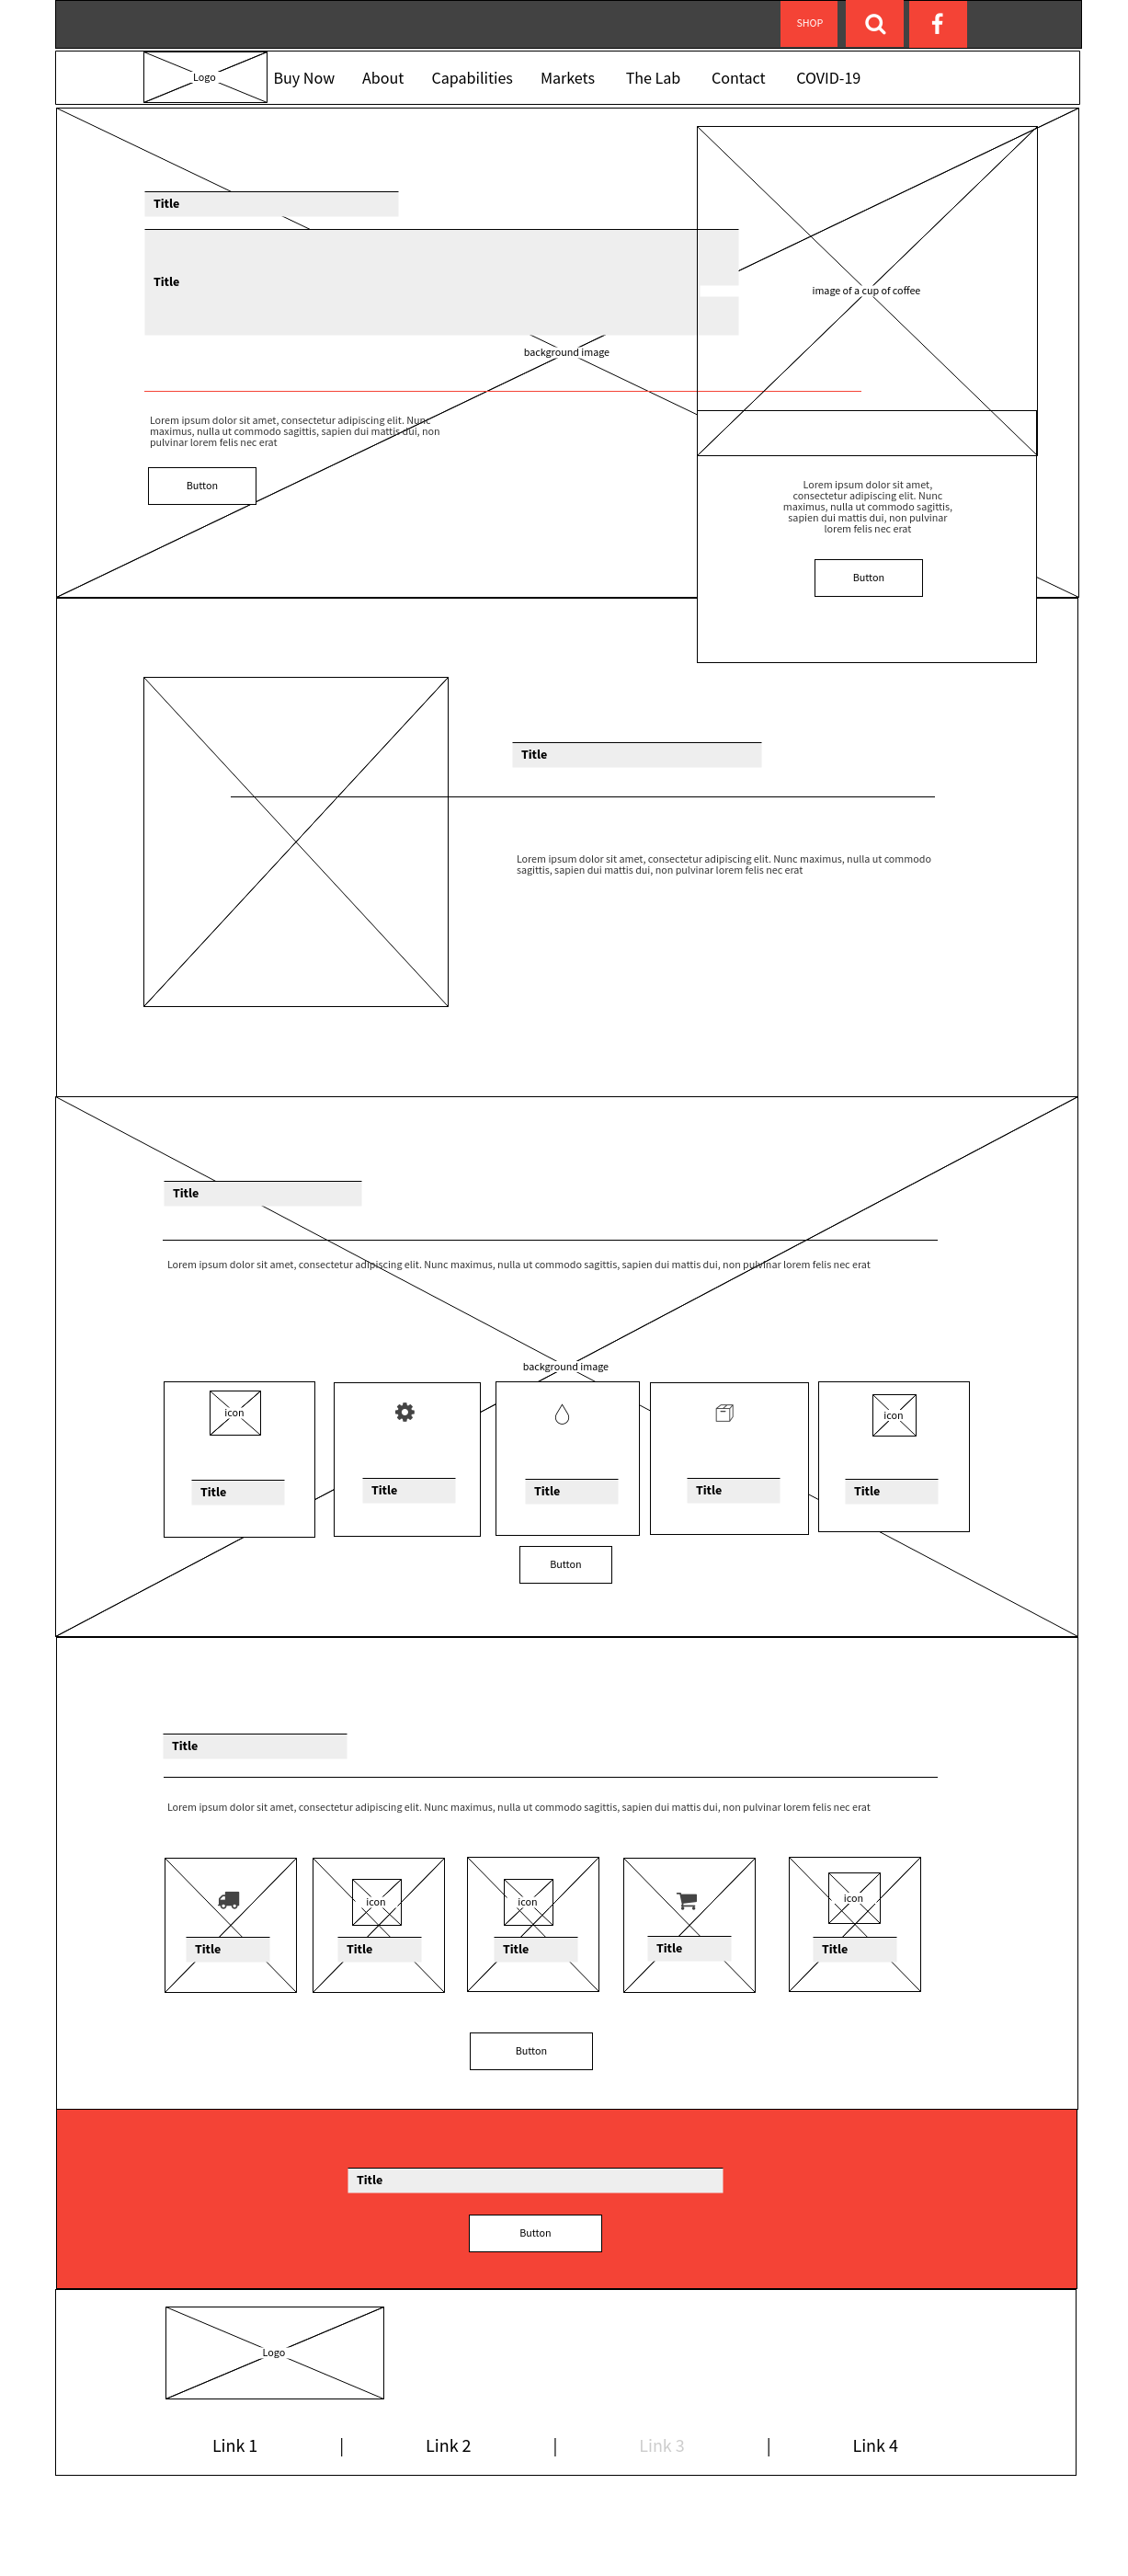 SHOP
Logo
Buy Now About Capabilities Markets The Lab Contact COVID-19
Title
Title
image of a cup of coffee
background image
Lorem ipsum dolor sit amet, consectetur adipiscing elit. Nunc
maximus, nulla ut commodo sagittis, sapien dui mattis dui, non
pulvinar lorem felis nec erat
Button
Lorem ipsum dolor sit amet,
consectetur adipiscing elit. Nunc
maximus, nulla ut commodo sagittis,
sapien dui mattis dui, non pulvinar
lorem felis nec erat
Button
Title
Lorem ipsum dolor sit amet, consectetur adipiscing elit. Nunc maximus, nulla ut commodo
sagittis, sapien dui mattis dui, non pulvinar lorem felis nec erat
Title
Lorem ipsum dolor sit amet, consectetur adipiscing elit. Nunc maximus, nulla ut commodo sagittis, sapien dui mattis dui, non pulvinar lorem felis nec erat
background image
icon
icon
Title
Title
Title
Title
Title
Button
Title
Lorem ipsum dolor sit amet, consectetur adipiscing elit. Nunc maximus, nulla ut commodo sagittis, sapien dui mattis dui, non pulvinar lorem felis nec erat
icon
icon
icon
Title
Title
Title
Title
Title
Button
Title
Button
Logo
Link 1 | Link 2 | Link 3 | Link 4